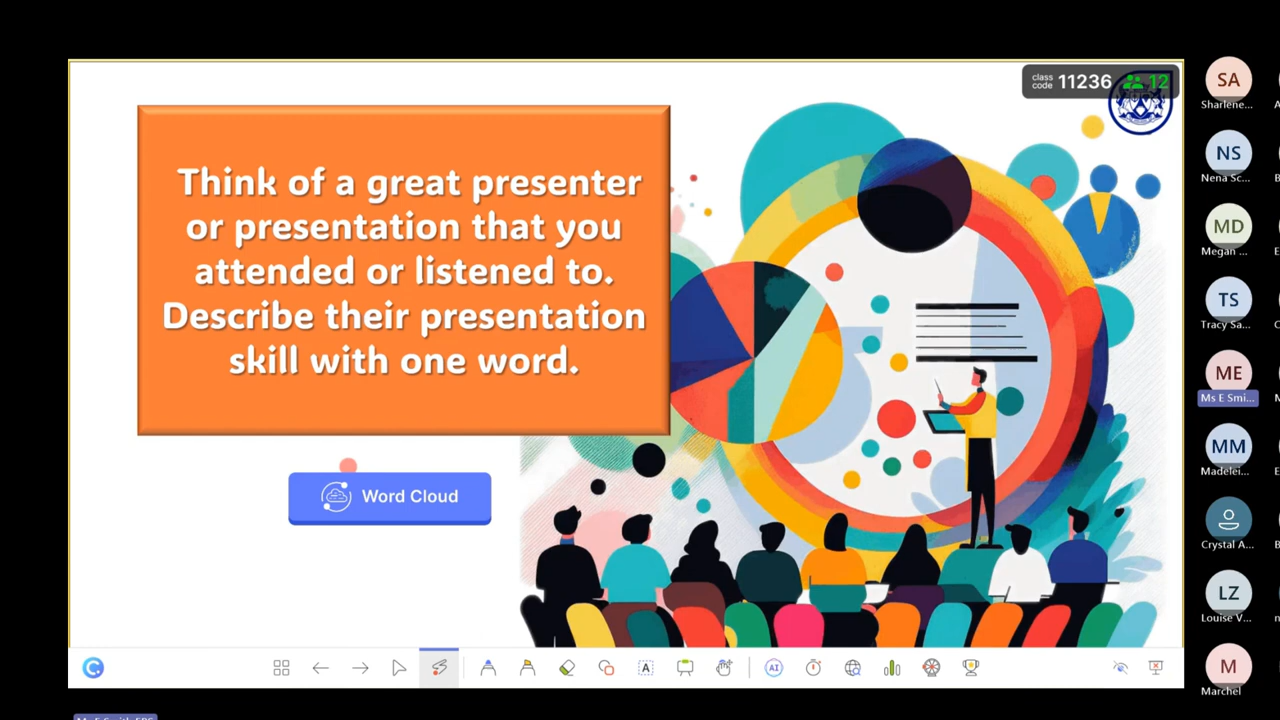 class code 11236 12
Think of a great presenter
or presentation that you
attended or listened to.
Describe their presentation
skill with one word.
Word Cloud
A
AI
SA
Sharlene...
NS
Nena Sc...
MD
Megan ...
TS
Tracy Sa...
ME
Ms E Smi...
MM
Madelei...
Crystal A...
LZ
Louise V...
M
Marchel